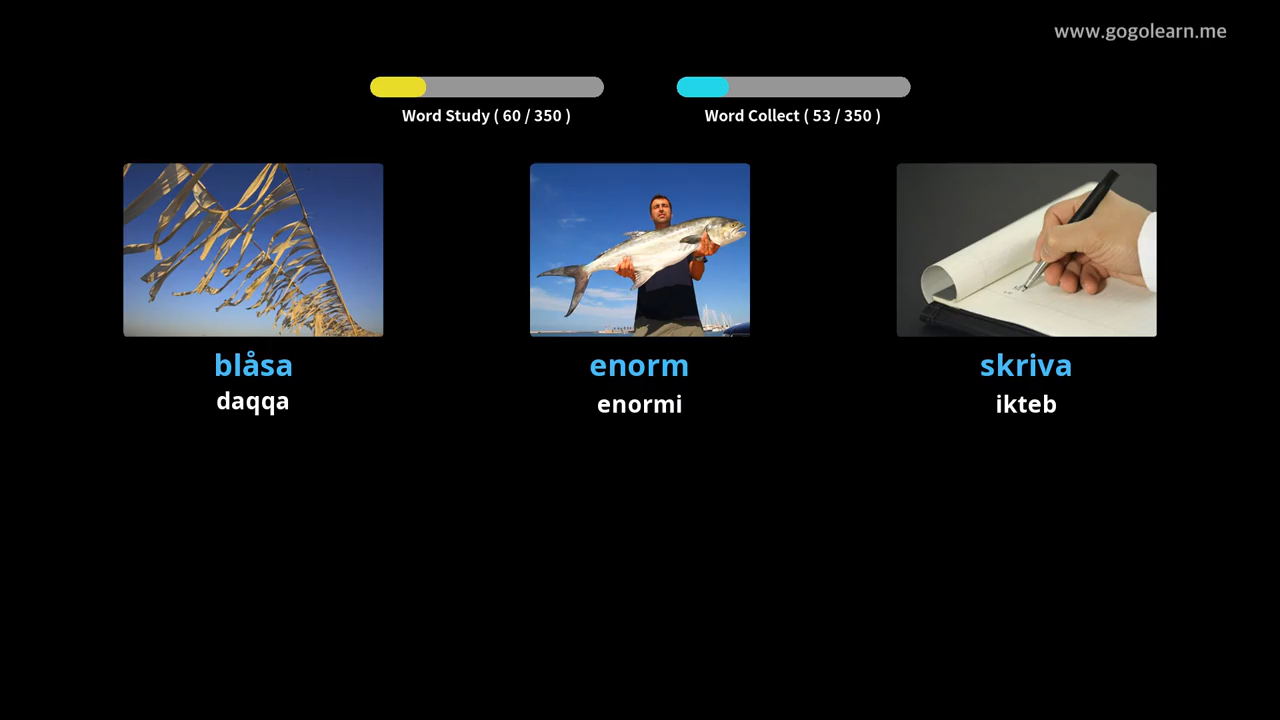 www.gogolearn.me
Word Study ( 60 / 350 )
Word Collect ( 53 / 350 )
blåsa
daqqa
enorm
enormi
skriva
ikteb